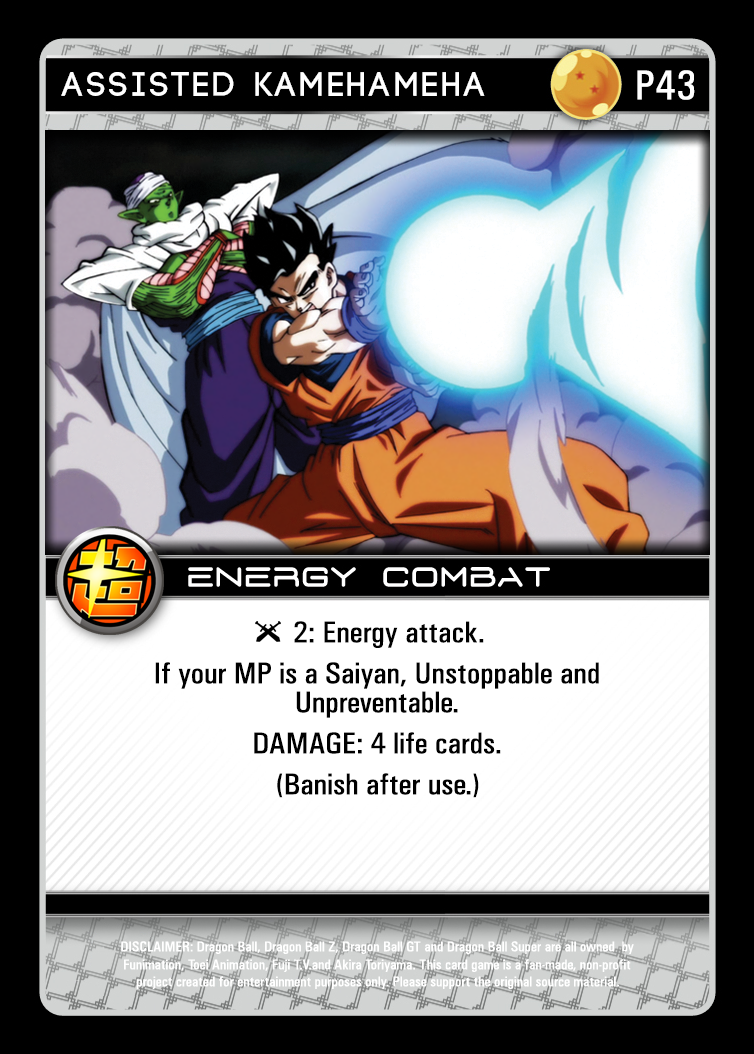 ASSISTED KAMEHAMEHA P43
ENERGY COMBAT
2: Energy attack.
If your MP is a Saiyan, Unstoppable and
Unpreventable.
DAMAGE: 4 life cards.
(Banish after use.)
DISCLAIMER: Dragon Ball, Dragon Ball Z, Dragon Ball GT and Dragon Ball Super are all owned by
Funimation, Toei Animation, Fuji T.V.and Akira Toriyama. This card game is a fan-made, non-profit
project created for entertainment purposes only. Please support the original source material.